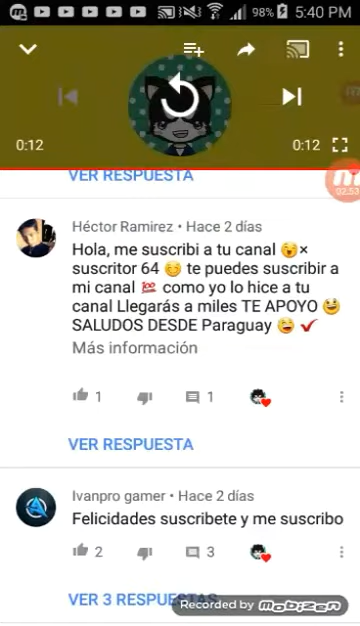 98% 5:40 PM
0:12 0:12
02:53
VER RESPUESTA
Héctor Ramirez • Hace 2 días
Hola, me suscribi a tu canal 😗×
suscritor 64 😊 te puedes suscribir a
mi canal 💯 como yo lo hice a tu
canal Llegarás a miles TE APOYO 😄
SALUDOS DESDE Paraguay 😄 ✔
Más información
1 1
VER RESPUESTA
Ivanpro gamer • Hace 2 días
Felicidades suscribete y me suscribo
2 3
VER 3 RESPUESTAS
Recorded by mobizen